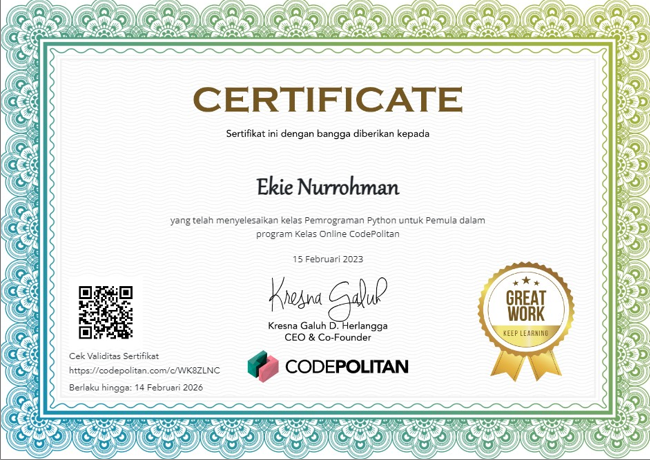 CERTIFICATE
Sertifikat ini dengan bangga diberikan kepada
Ekie Nurrohman
yang telah menyelesaikan kelas Pemrograman Python untuk Pemula dalam
program Kelas Online CodePolitan
15 Februari 2023
Kresna Galuh
Kresna Galuh D. Herlangga
CEO & Co-Founder
CODEPOLITAN
Cek Validitas Sertifikat
https://codepolitan.com/c/WK8ZLNC
Berlaku hingga: 14 Februari 2026
GREAT
WORK
KEEP LEARNING